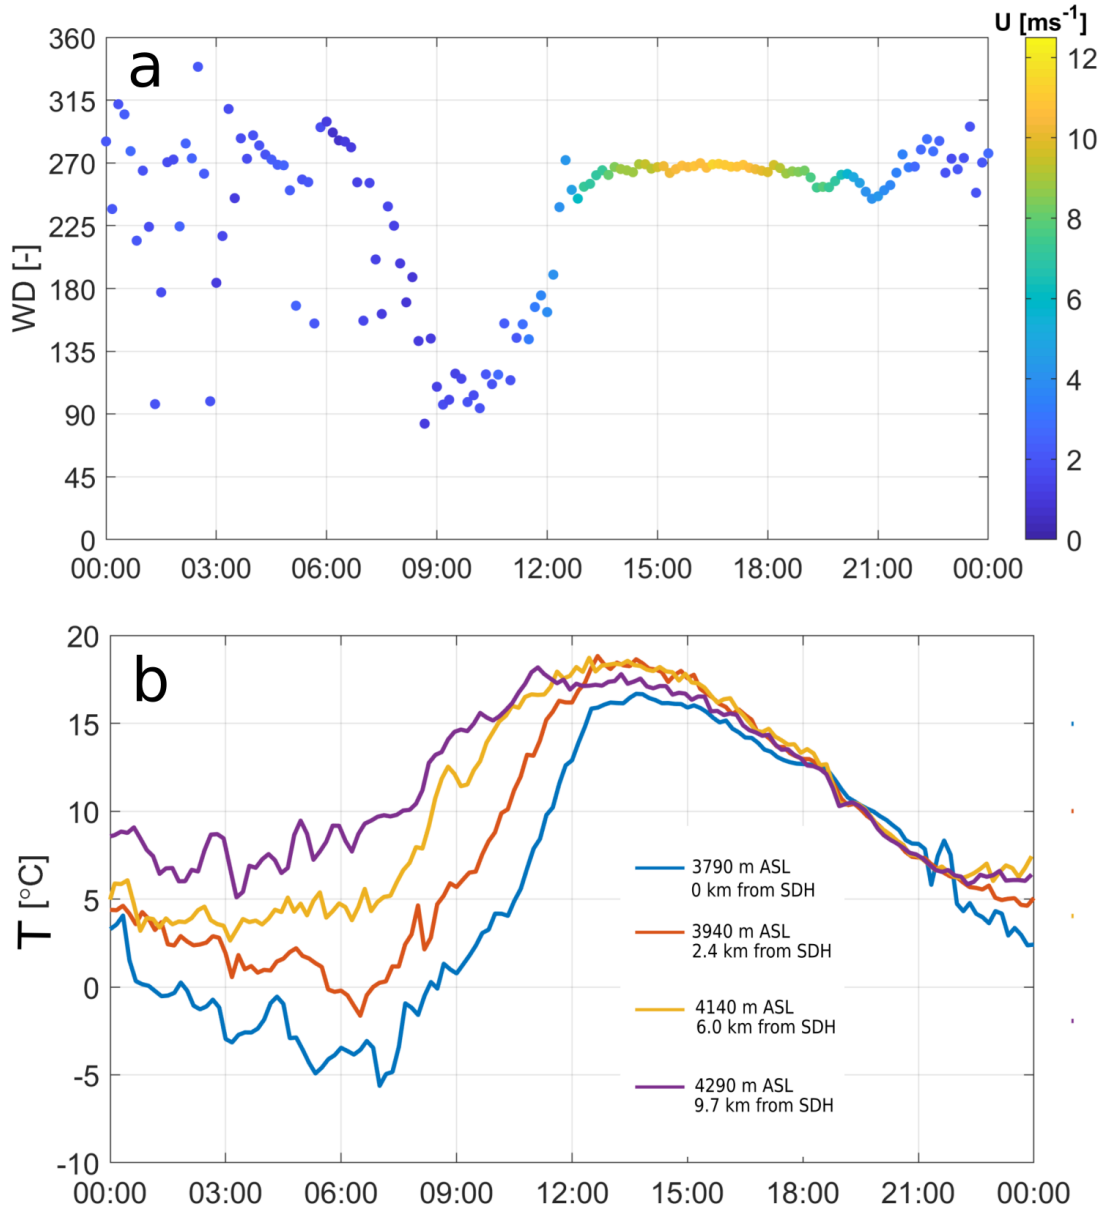 U [ms-1]
a
WD [-]
360
315
270
225
180
135
90
45
0
00:00 03:00 06:00 09:00 12:00 15:00 18:00 21:00 00:00
12
10
8
6
4
2
0
b
T [°C]
20
15
10
5
0
-5
-10
00:00 03:00 06:00 09:00 12:00 15:00 18:00 21:00 00:00
3790 m ASL
0 km from SDH
3940 m ASL
2.4 km from SDH
4140 m ASL
6.0 km from SDH
4290 m ASL
9.7 km from SDH